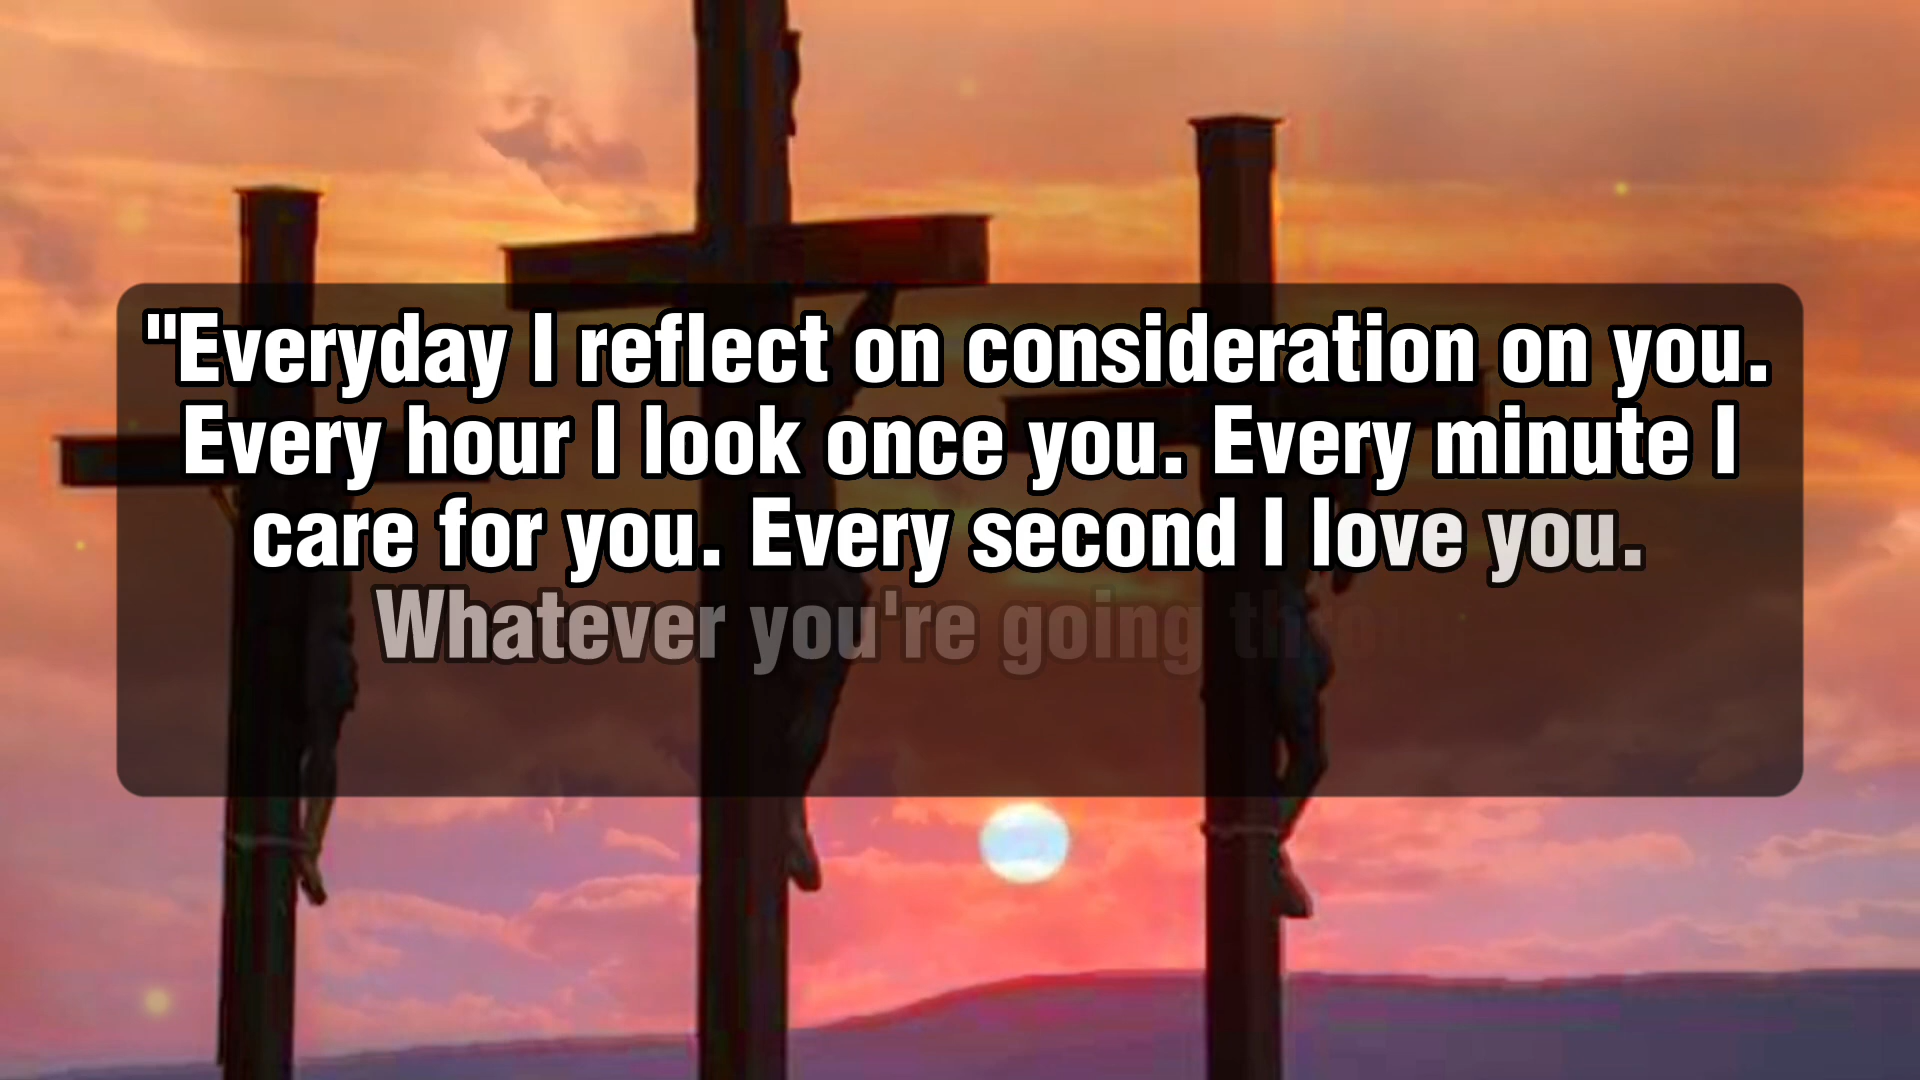 "Everyday I reflect on consideration on you.
Every hour I look once you. Every minute I
care for you. Every second I love you.
Whatever you're going